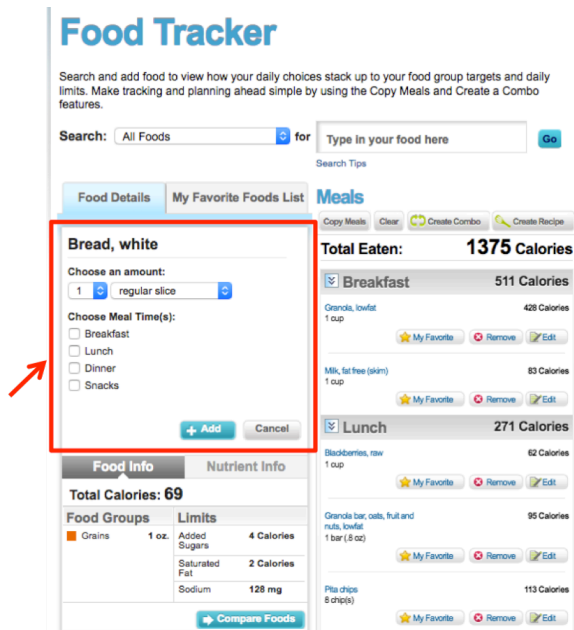 Food Tracker
Search and add food to view how your daily choices stack up to your food group targets and daily
limits. Make tracking and planning ahead simple by using the Copy Meals and Create a Combo
features.
Search: All Foods for Type in your food here Go
Search Tips
Food Details My Favorite Foods List
Bread, white
Choose an amount:
1 regular slice
Choose Meal Time(s):
Breakfast
Lunch
Dinner
Snacks
Add Cancel
Food Info Nutrient Info
Total Calories: 69
Food Groups Limits
Grains 1 oz. Added 4 Calories
Sugars
Saturated 2 Calories
Fat
Sodium 128 mg
Compare Foods
Meals
Copy Meals Clear Create Combo Create Recipe
Total Eaten: 1375 Calories
Breakfast 511 Calories
Granola, lowfat 428 Calories
1 cup
My Favorite Remove Edit
Milk, fat free (skim) 83 Calories
1 cup
My Favorite Remove Edit
Lunch 271 Calories
Blackberries, raw 62 Calories
1 cup
My Favorite Remove Edit
Granola bar, oats, fruit and 95 Calories
nuts, lowfat
1 bar (.8 oz)
My Favorite Remove Edit
Pita chips 113 Calories
8 chip(s)
My Favorite Remove Edit